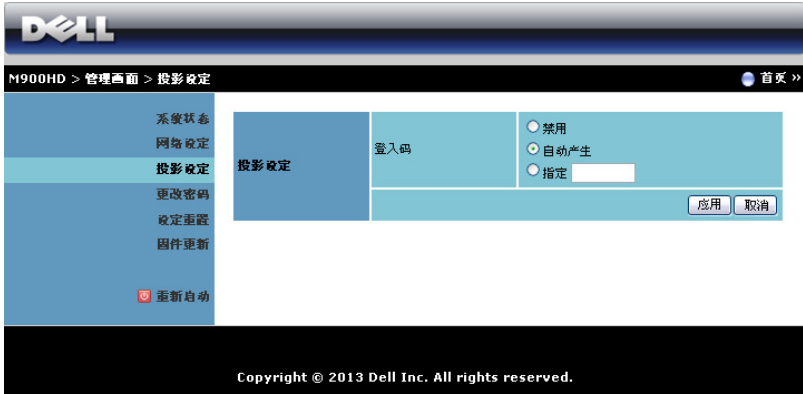 DELL
M900HD > 管理画面 > 投影设定
首页 »
系统状态
网络设定
投影设定
更改密码
设定重置
固件更新
重新启动
投影设定
登入码
禁用
自动产生
指定
应用 取消
Copyright © 2013 Dell Inc. All rights reserved.